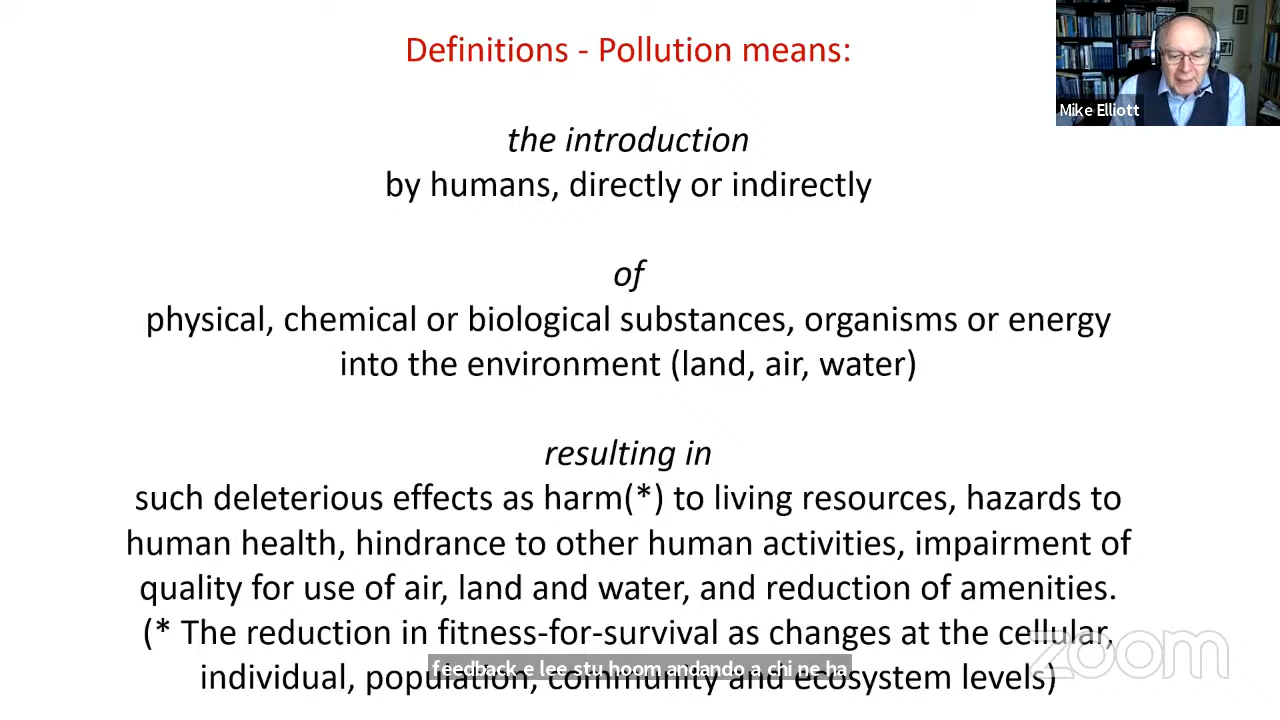 Definitions - Pollution means:
Mike Elliott
the introduction
by humans, directly or indirectly
of
physical, chemical or biological substances, organisms or energy
into the environment (land, air, water)
resulting in
such deleterious effects as harm(*) to living resources, hazards to
human health, hindrance to other human activities, impairment of
quality for use of air, land and water, and reduction of amenities.
(* The reduction in fitness-for-survival as changes at the cellular,
individual, population, community and ecosystem levels)
feedback e lee stu hoom andando a chi ne ha
zoom